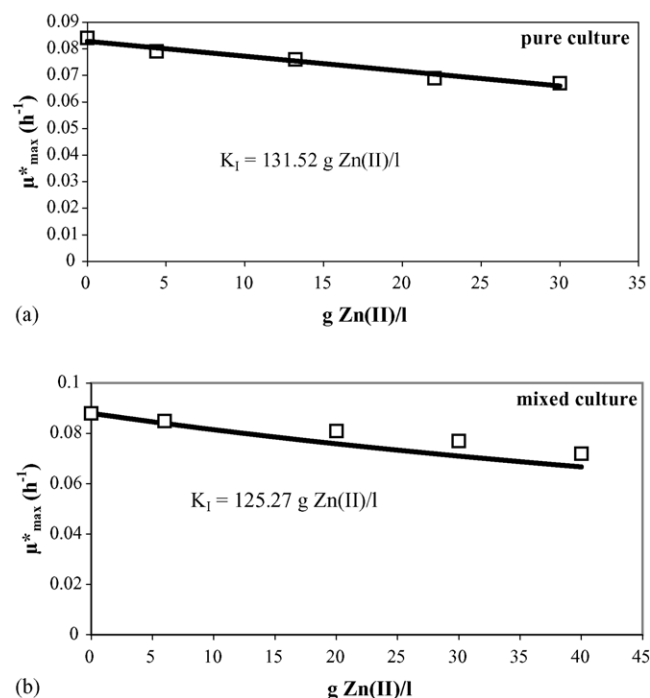 0.09
pure culture
0.08
0.07
0.06
0.05
0.04
0.03
0.02
0.01
0
μ*max (h-1)
KI = 131.52 g Zn(II)/l
0 5 10 15 20 25 30 35
(a)
g Zn(II)/l
0.1
mixed culture
0.08
0.06
0.04
0.02
0
μ*max (h-1)
KI = 125.27 g Zn(II)/l
0 5 10 15 20 25 30 35 40 45
(b)
g Zn(II)/l